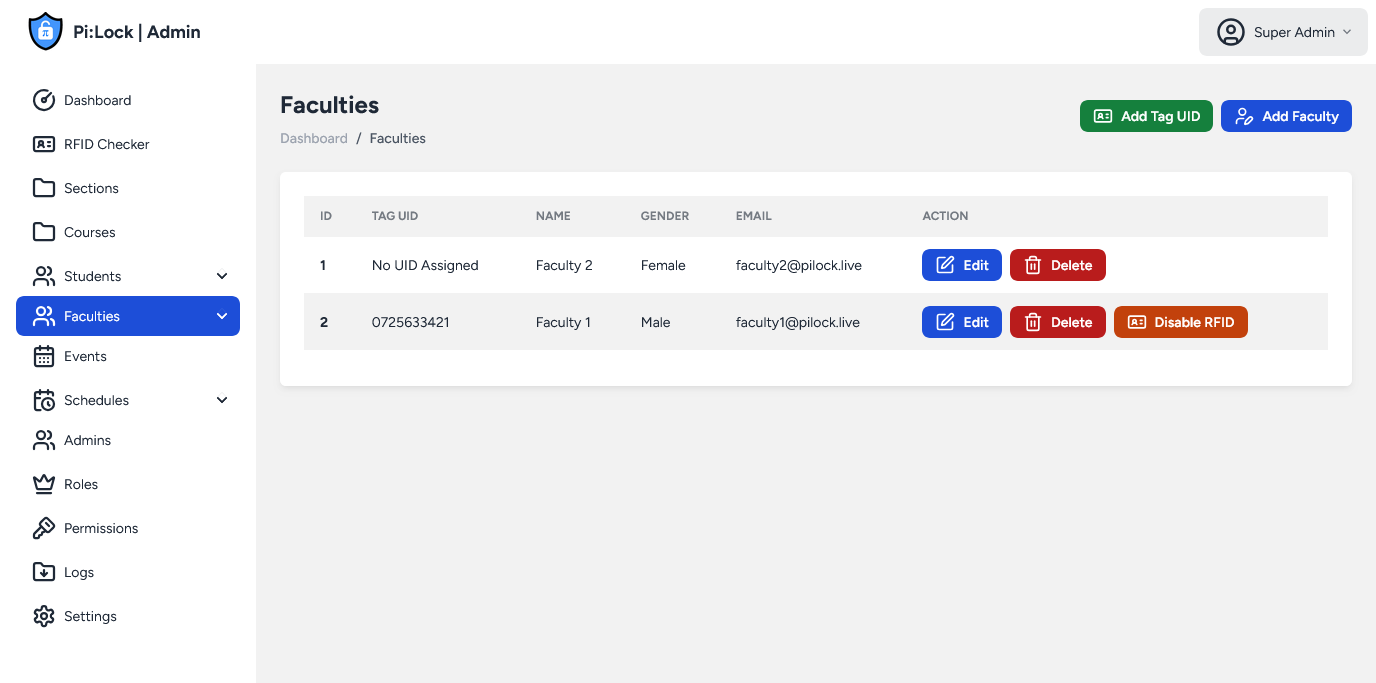 Pi:Lock | Admin
Super Admin
Dashboard
RFID Checker
Sections
Courses
Students
Faculties
Events
Schedules
Admins
Roles
Permissions
Logs
Settings
Faculties
Dashboard / Faculties
Add Tag UID Add Faculty
ID TAG UID NAME GENDER EMAIL ACTION
1 No UID Assigned Faculty 2 Female faculty2@pilock.live Edit Delete
2 0725633421 Faculty 1 Male faculty1@pilock.live Edit Delete Disable RFID